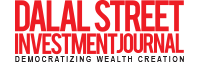 DALAL STREET
INVESTMENT JOURNAL
DEMOCRATIZING WEALTH CREATION